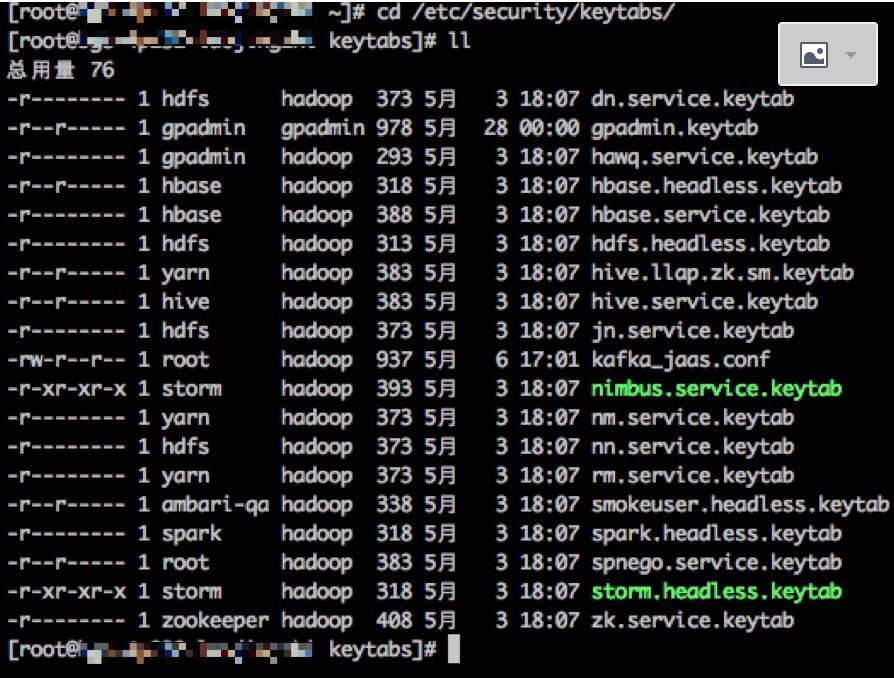 [root@ ~]# cd /etc/security/keytabs/
[root@ keytabs]# ll
总用量 76
-r-------- 1 hdfs hadoop 373 5月 3 18:07 dn.service.keytab
-r--r----- 1 gpadmin gpadmin 978 5月 28 00:00 gpadmin.keytab
-r-------- 1 gpadmin hadoop 293 5月 3 18:07 hawq.service.keytab
-r--r----- 1 hbase hadoop 318 5月 3 18:07 hbase.headless.keytab
-r-------- 1 hbase hadoop 388 5月 3 18:07 hbase.service.keytab
-r-------- 1 hdfs hadoop 313 5月 3 18:07 hdfs.headless.keytab
-r--r----- 1 yarn hadoop 383 5月 3 18:07 hive.llap.zk.sm.keytab
-r--r----- 1 hive hadoop 383 5月 3 18:07 hive.service.keytab
-r-------- 1 hdfs hadoop 373 5月 3 18:07 jn.service.keytab
-rw-r--r-- 1 root hadoop 937 5月 6 17:01 kafka_jaas.conf
-r-xr-xr-x 1 storm hadoop 393 5月 3 18:07 nimbus.service.keytab
-r-------- 1 yarn hadoop 373 5月 3 18:07 nm.service.keytab
-r-------- 1 hdfs hadoop 373 5月 3 18:07 nn.service.keytab
-r-------- 1 yarn hadoop 373 5月 3 18:07 rm.service.keytab
-r--r----- 1 ambari-qa hadoop 338 5月 3 18:07 smokeuser.headless.keytab
-r--r----- 1 spark hadoop 318 5月 3 18:07 spark.headless.keytab
-r--r----- 1 root hadoop 383 5月 3 18:07 spnego.service.keytab
-r-xr-xr-x 1 storm hadoop 318 5月 3 18:07 storm.headless.keytab
-r-------- 1 zookeeper hadoop 408 5月 3 18:07 zk.service.keytab
[root@ keytabs]#